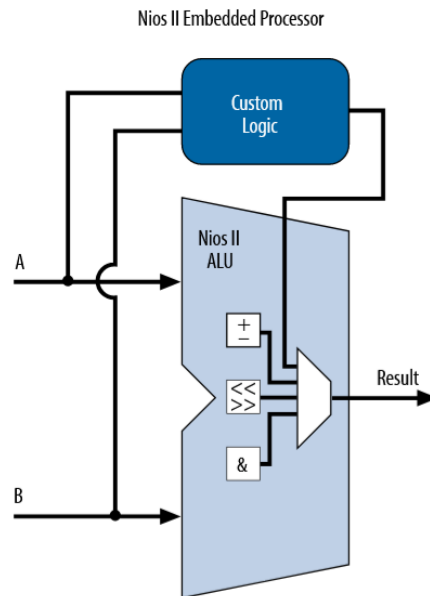 Nios II Embedded Processor
Custom
Logic
Nios II
ALU
A
+
−
<<
>>
Result
&
B